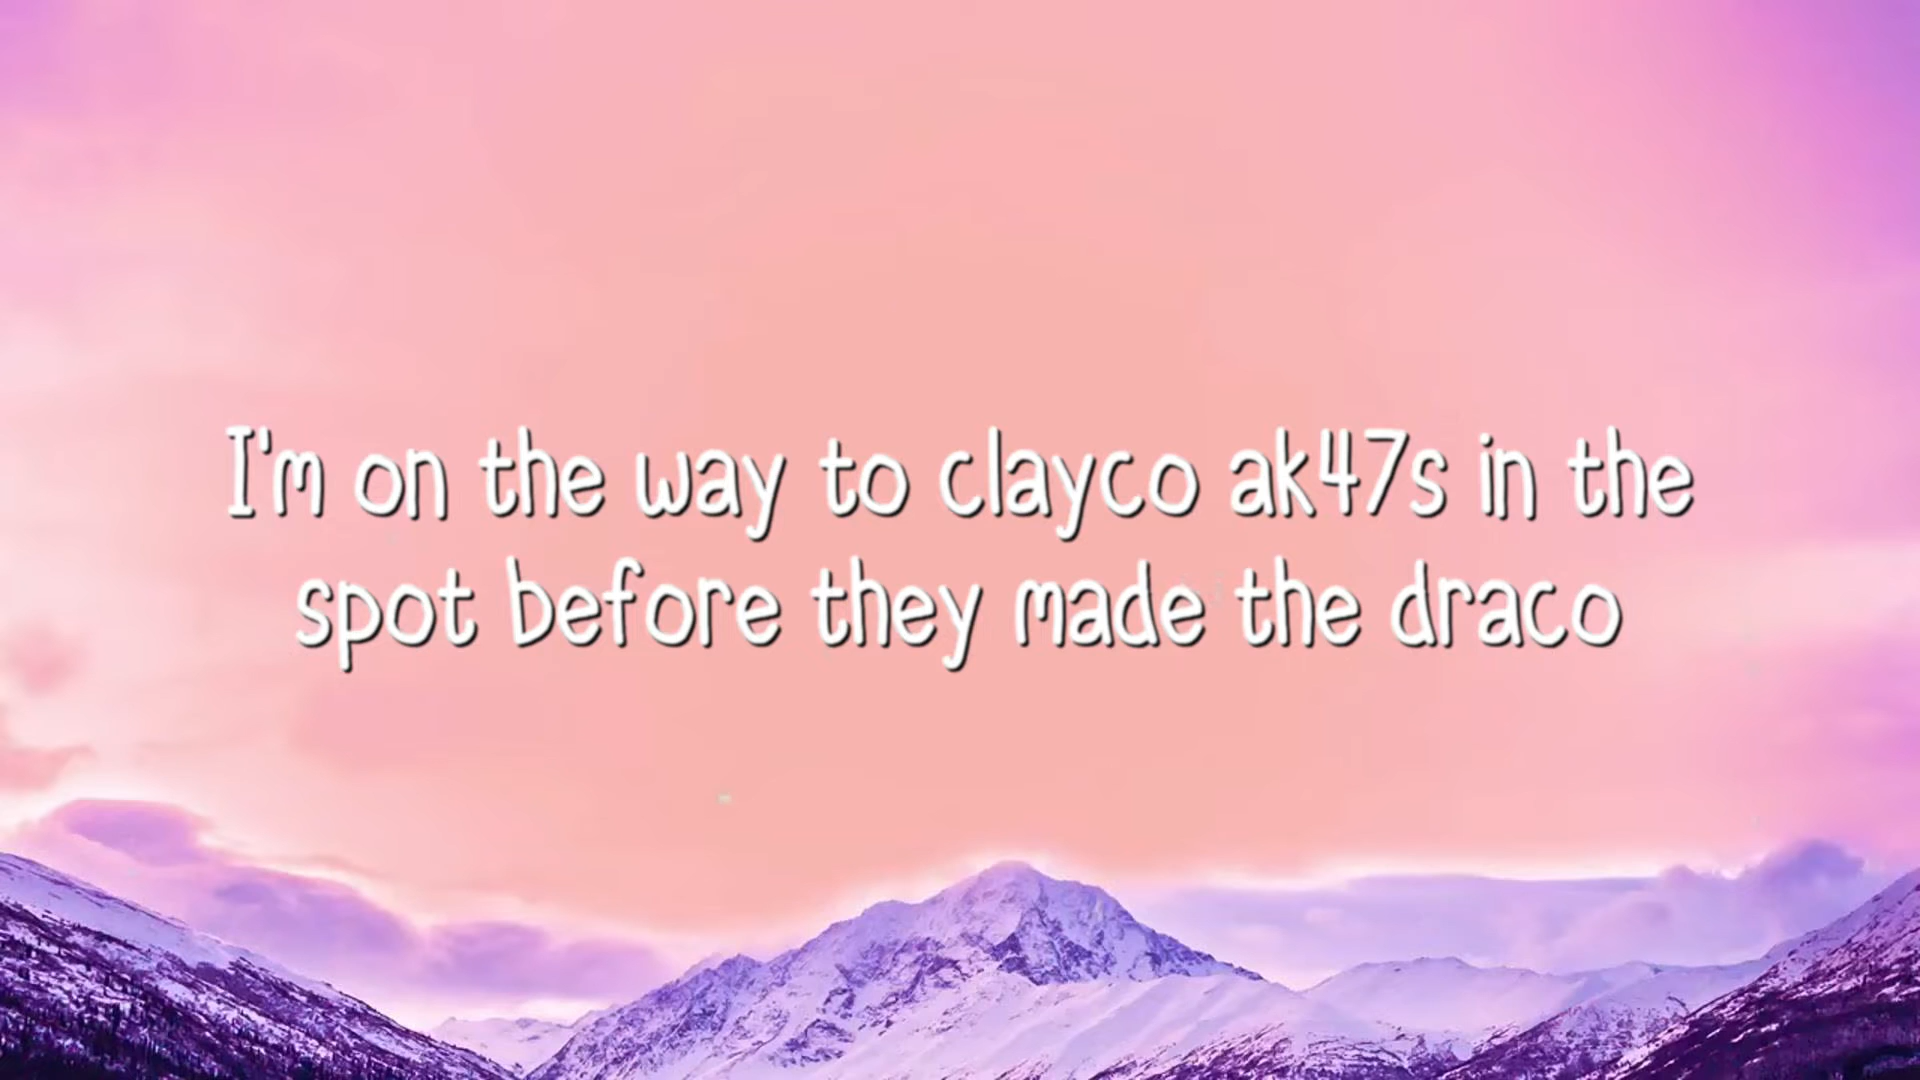 I'm on the way to clayco ak47s in the
spot before they made the draco